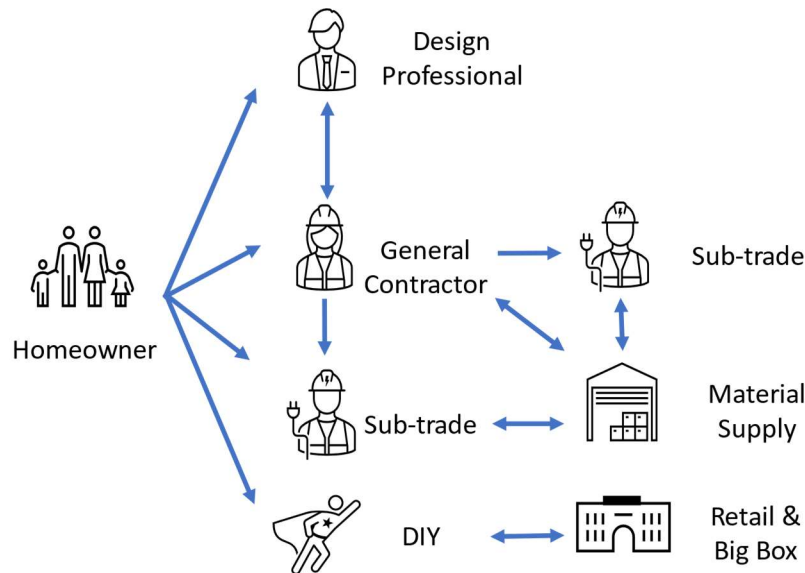 Design
Professional
General
Contractor
Sub-trade
Homeowner
Sub-trade
Material
Supply
DIY
Retail &
Big Box